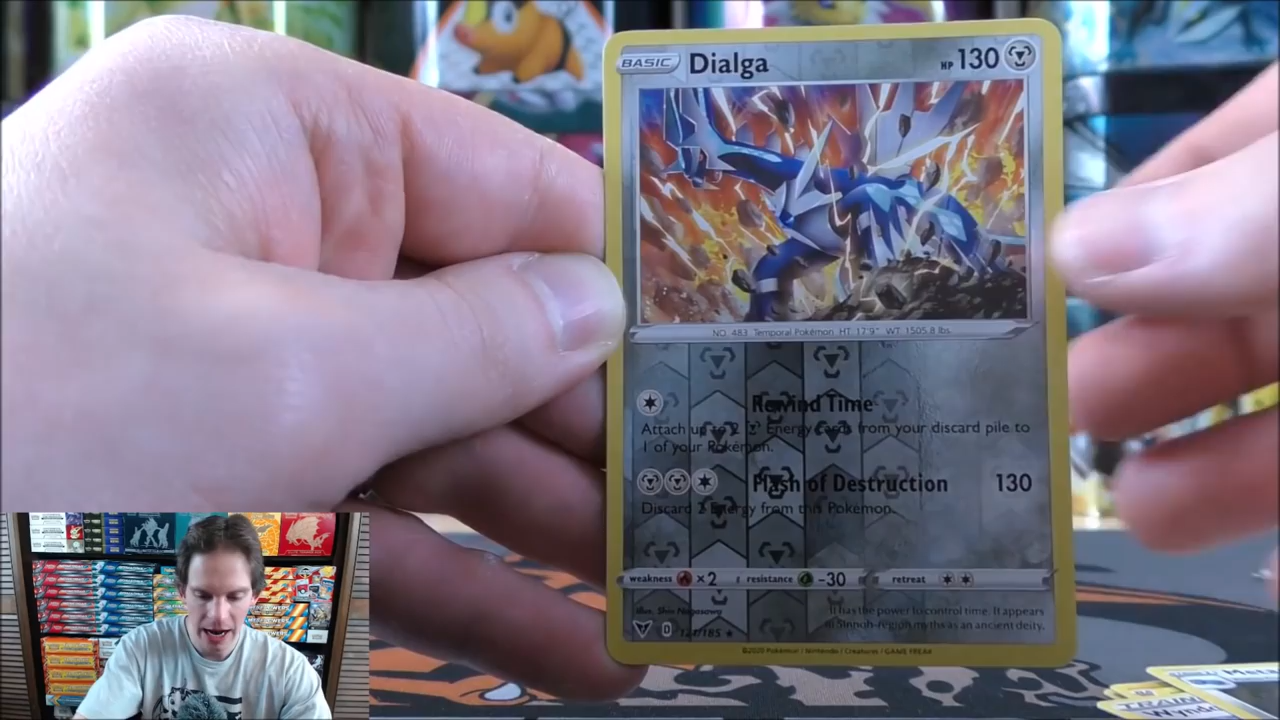 BASIC Dialga HP 130
NO. 483 Temporal Pokémon HT: 17'9" WT: 1505.8 lbs.
Rewind Time
Attach up to 2 Energy cards from your discard pile to
1 of your Pokémon.
Flash of Destruction 130
Discard 2 Energy from this Pokémon.
weakness ×2 resistance -30 retreat
Illus. Shin Nagasawa
It has the power to control time. It appears
in Sinnoh-region myths as an ancient deity.
D /185 ★
©2020 Pokémon / Nintendo / Creatures / GAME FREAK